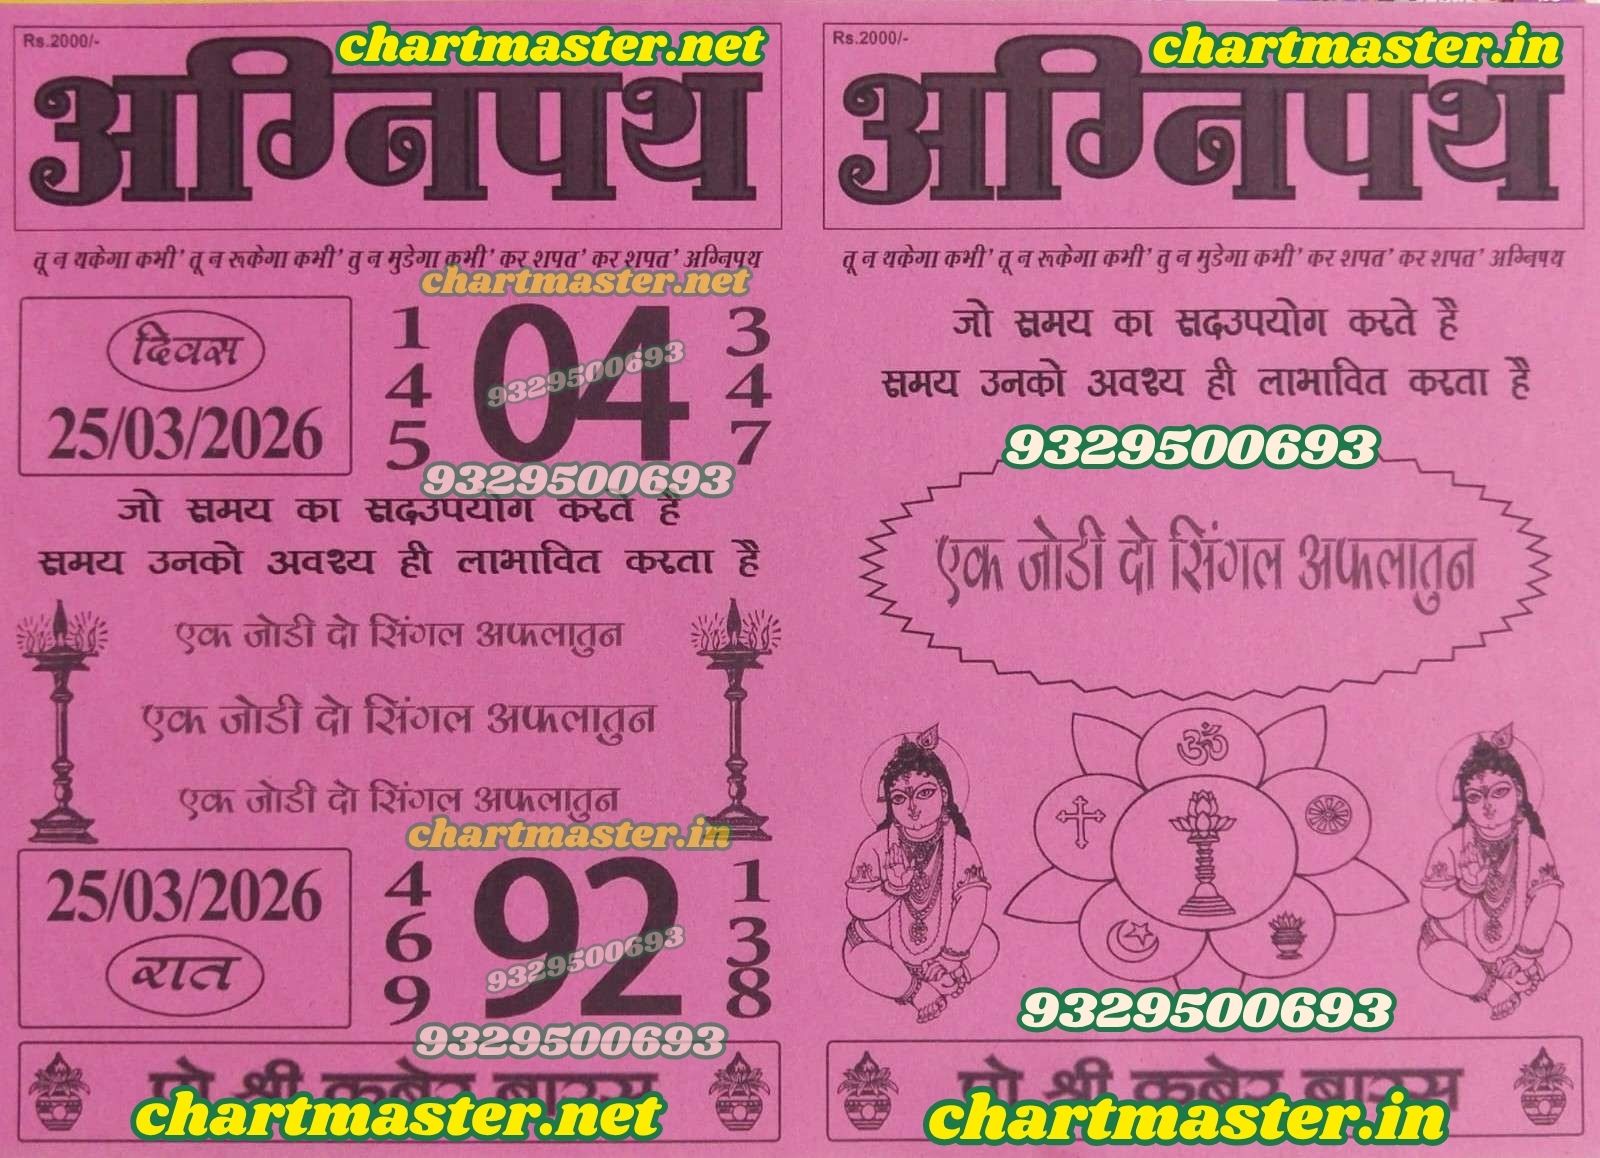 Rs.2000/-
chartmaster.net
अग्निपथ
तू न थकेगा कभी' तू न रूकेगा कभी' तु न मुडेगा कभी' कर शपत' कर शपत' अग्निपथ
chartmaster.net
दिवस
25/03/2026
1
4
5
04
9329500693
3
4
7
9329500693
जो समय का सदउपयोग करते है
समय उनको अवश्य ही लाभावित करता है
एक जोडी दो सिंगल अफलातुन
एक जोडी दो सिंगल अफलातुन
एक जोडी दो सिंगल अफलातुन
chartmaster.in
25/03/2026
रात
4
6
9
92
9329500693
1
3
8
9329500693
प्रो श्री कुबेर बारस
chartmaster.net
Rs.2000/-
chartmaster.in
अग्निपथ
तू न थकेगा कभी' तू न रूकेगा कभी' तु न मुडेगा कभी' कर शपत' कर शपत' अग्निपथ
जो समय का सदउपयोग करते है
समय उनको अवश्य ही लाभावित करता है
9329500693
एक जोडी दो सिंगल अफलातुन
ॐ
9329500693
प्रो श्री कुबेर बारस
chartmaster.in